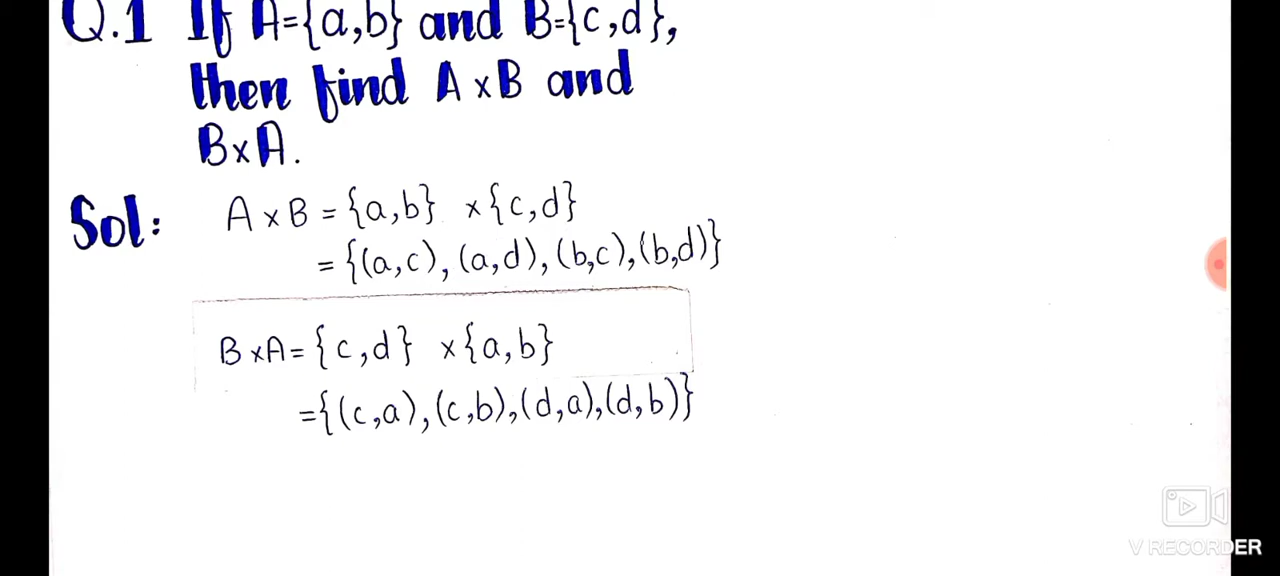 Q.1 If A={a,b} and B={c,d},
then find A×B and
B×A.
Sol: A×B = {a,b} ×{c,d}
= {(a,c), (a,d), (b,c), (b,d)}
B×A= {c,d} ×{a,b}
={(c,a),(c,b),(d,a),(d,b)}
V RECORDER